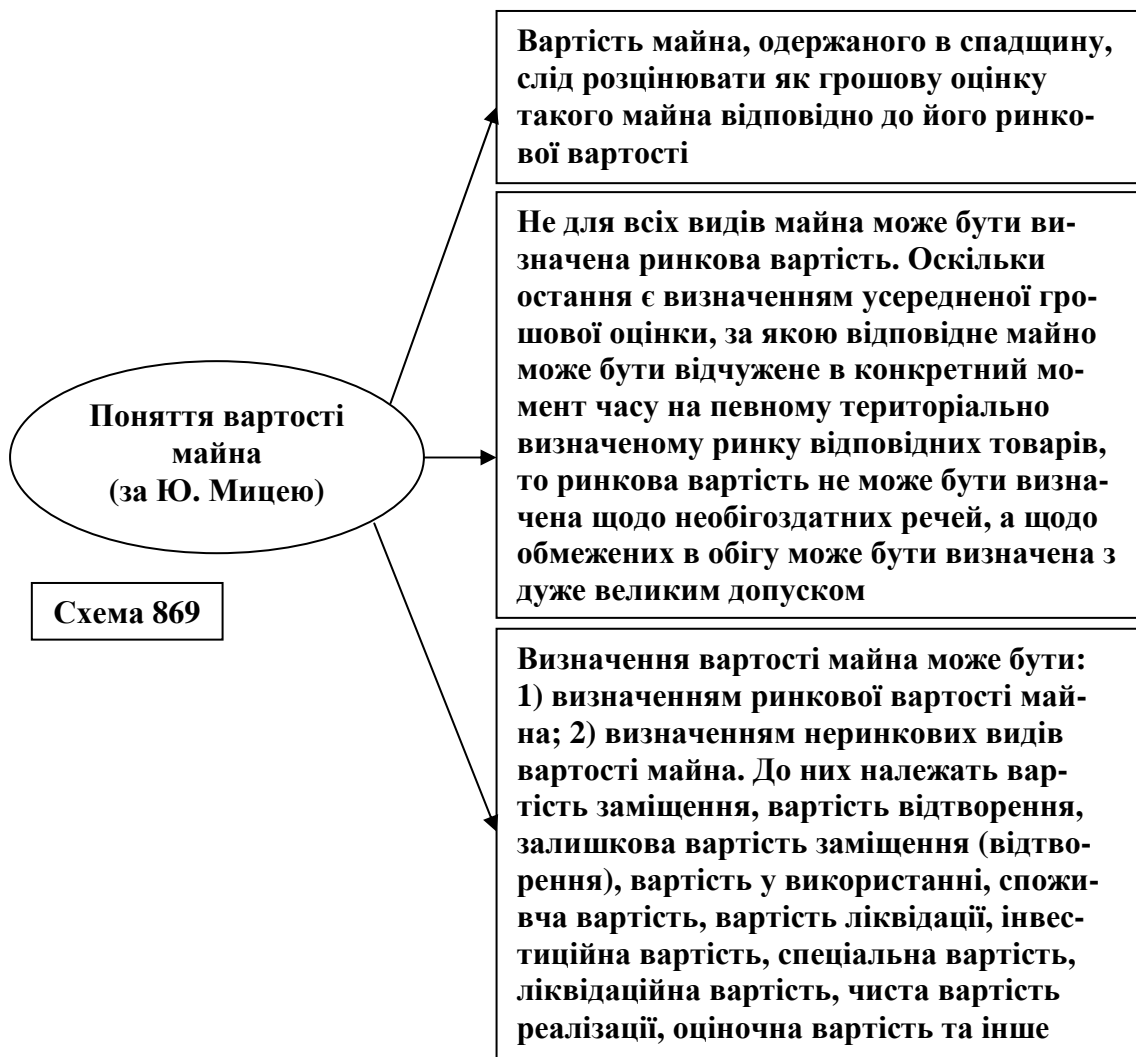 Вартість майна, одержаного в спадщину,
слід розцінювати як грошову оцінку
такого майна відповідно до його ринко-
вої вартості
Не для всіх видів майна може бути ви-
значена ринкова вартість. Оскільки
остання є визначенням усередненої гро-
шової оцінки, за якою відповідне майно
може бути відчужене в конкретний мо-
мент часу на певному територіально
визначеному ринку відповідних товарів,
то ринкова вартість не може бути визна-
чена щодо необігоздатних речей, а щодо
обмежених в обігу може бути визначена з
дуже великим допуском
Поняття вартості
майна
(за Ю. Мицею)
Схема 869
Визначення вартості майна може бути:
1) визначенням ринкової вартості май-
на; 2) визначенням неринкових видів
вартості майна. До них належать вар-
тість заміщення, вартість відтворення,
залишкова вартість заміщення (відтво-
рення), вартість у використанні, спожи-
вча вартість, вартість ліквідації, інвес-
тиційна вартість, спеціальна вартість,
ліквідаційна вартість, чиста вартість
реалізації, оціночна вартість та інше